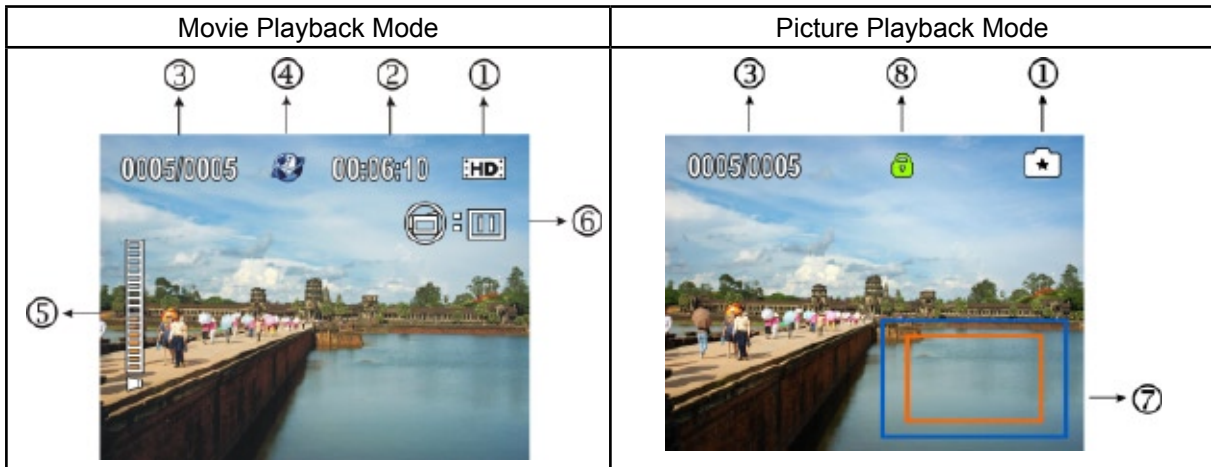 Movie Playback Mode
Picture Playback Mode
③ ④ ② ①
0005/0005 00:06:10 HD
⑥
⑤
③ ⑧ ①
0005/0005
⑦